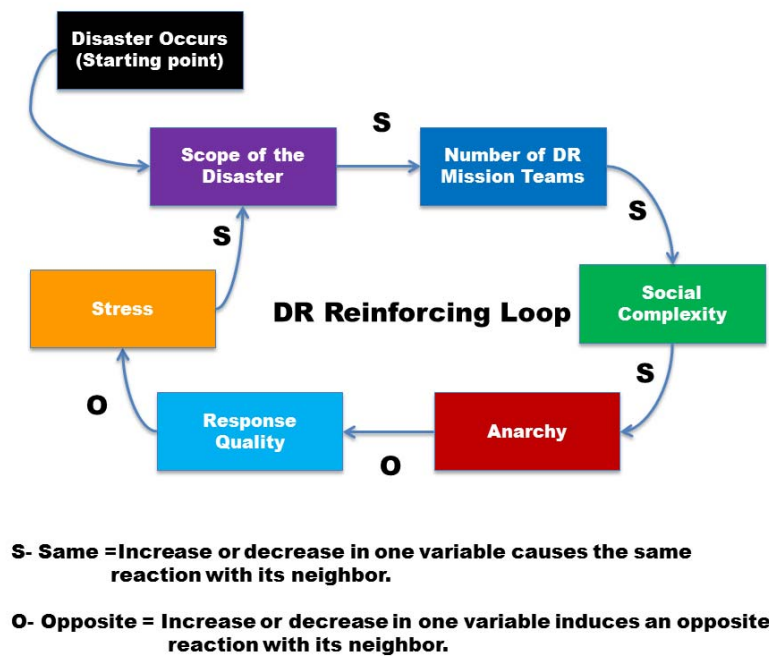 Disaster Occurs
(Starting point)
S
Scope of the
Disaster
Number of DR
Mission Teams
S
S
Stress
DR Reinforcing Loop
Social
Complexity
S
O
Response
Quality
Anarchy
O
S- Same =Increase or decrease in one variable causes the same
reaction with its neighbor.
O- Opposite = Increase or decrease in one variable induces an opposite
reaction with its neighbor.